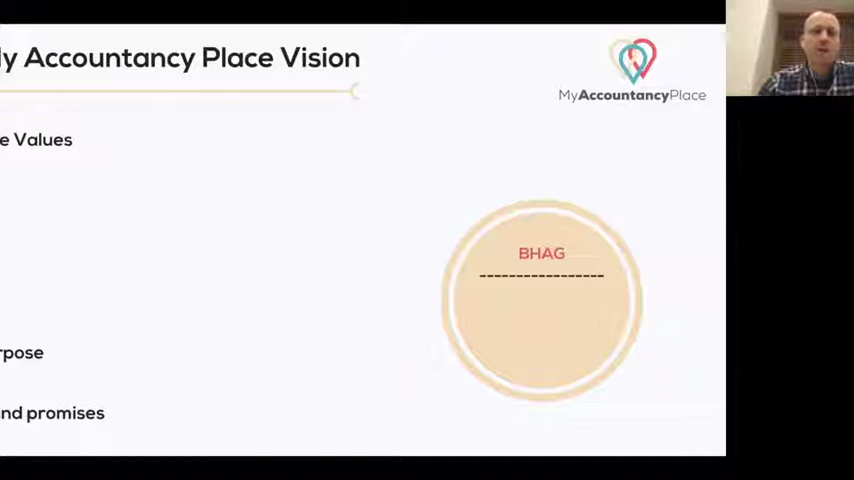 y Accountancy Place Vision
MyAccountancyPlace
e Values
BHAG
rpose
nd promises